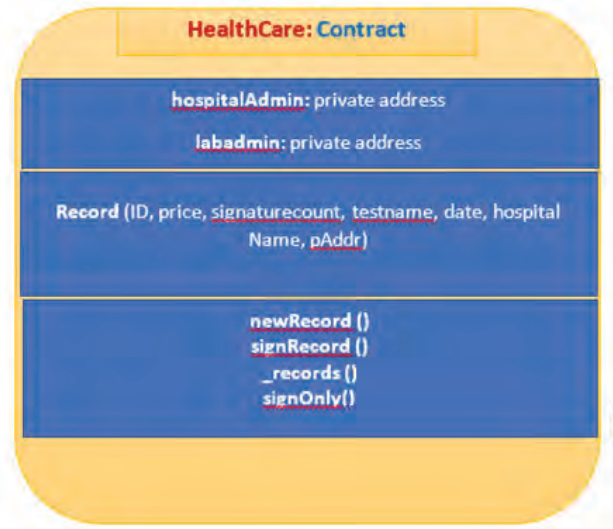 HealthCare: Contract
hospitalAdmin: private address
labadmin: private address
Record (ID, price, signaturecount, testname, date, hospital
Name, pAddr)
newRecord ()
signRecord ()
_records ()
signOnly()